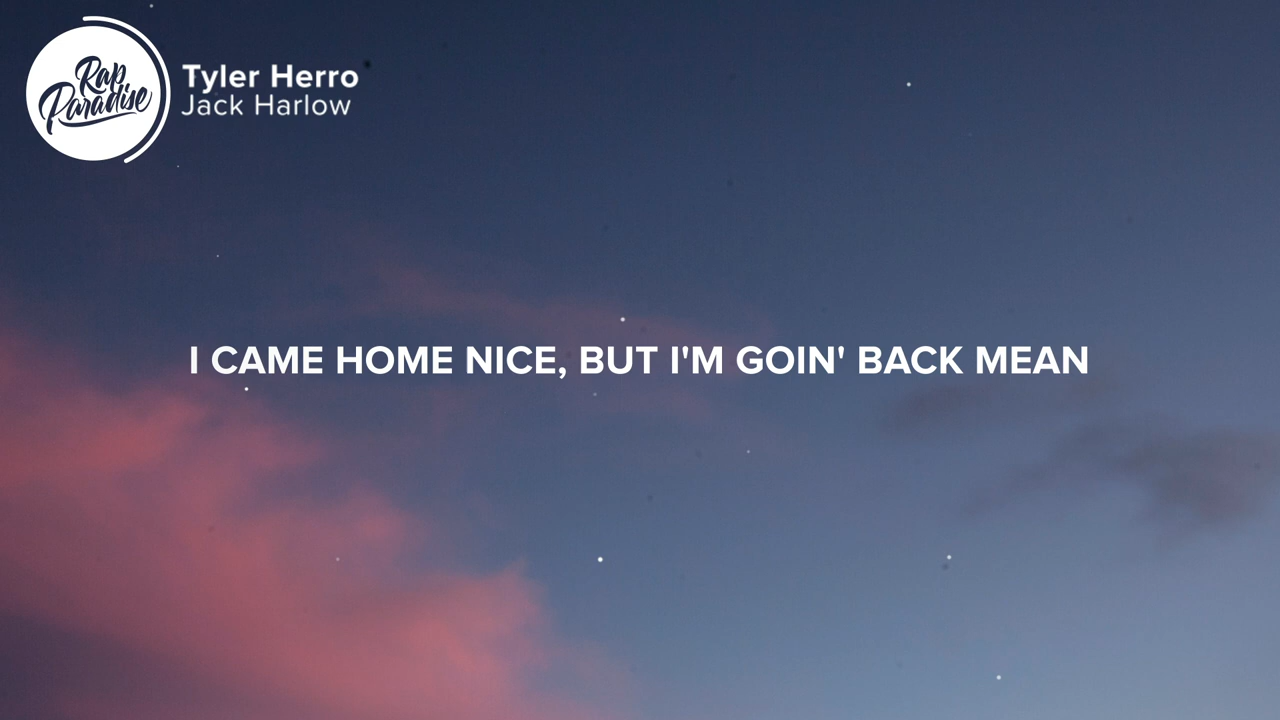 Rap
Paradise
Tyler Herro
Jack Harlow
I CAME HOME NICE, BUT I'M GOIN' BACK MEAN